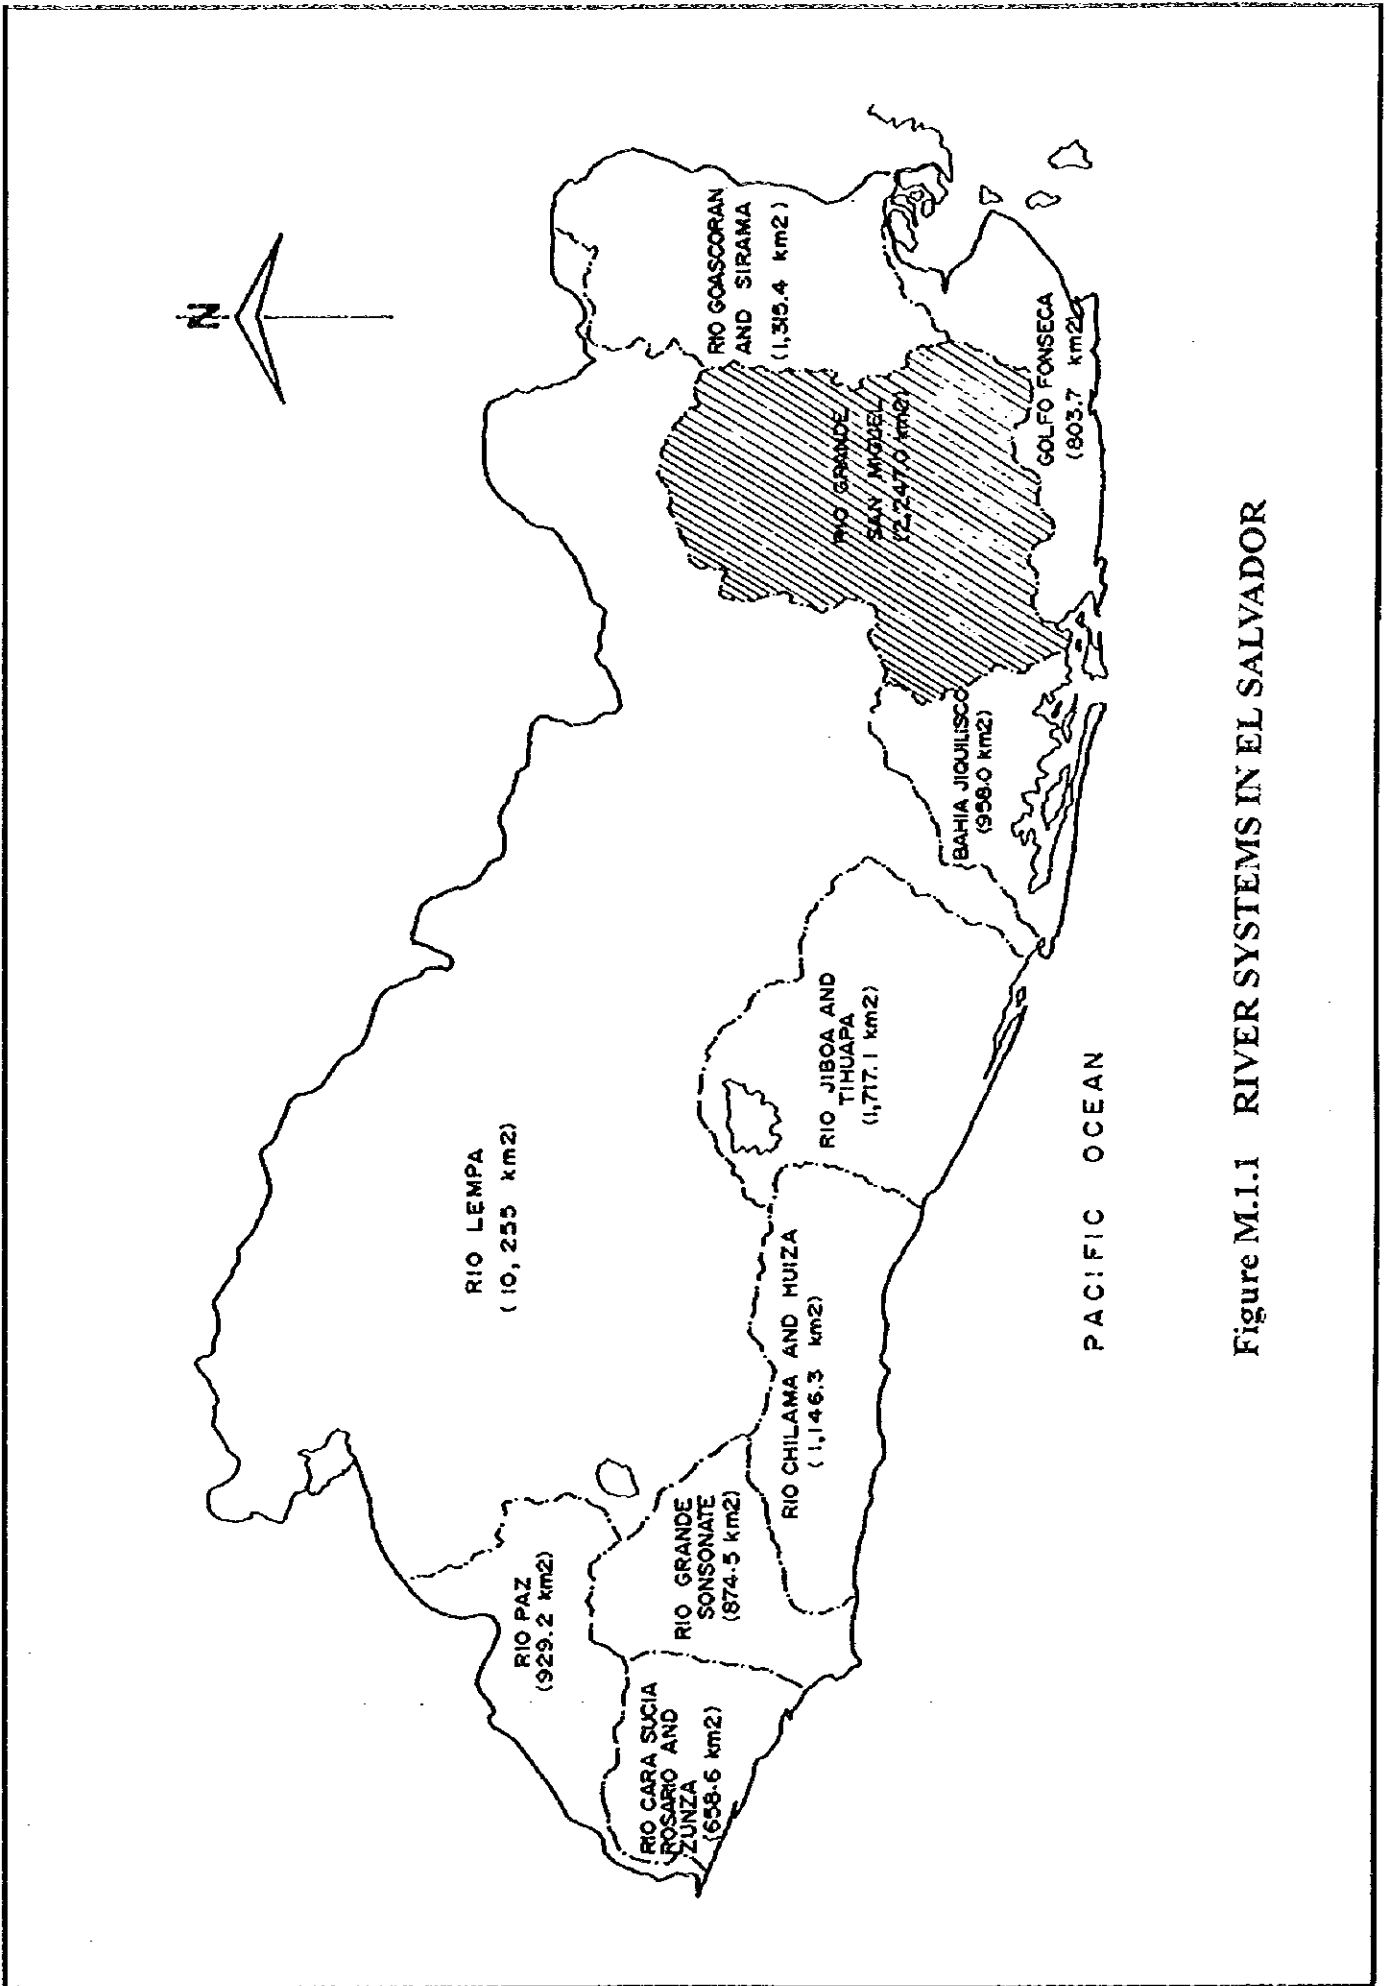 N
RIO LEMPA
(10,255 km2)
RIO PAZ
(929.2 km2)
RIO CARA SUCIA
ROSARIO AND
ZUNZA
(658.6 km2)
RIO GRANDE
SONSONATE
(874.5 km2)
RIO CHILAMA AND HUIZA
(1,146.3 km2)
RIO JIBOA AND
TIHUAPA
(1,717.1 km2)
BAHIA JIQUILISCO
(958.0 km2)
RIO GRANDE
SAN MIGUEL
(2,247.0 km2)
RIO GOASCORAN
AND SIRAMA
(1,315.4 km2)
GOLFO FONSECA
(803.7 km2)
PACIFIC OCEAN
Figure M.1.1 RIVER SYSTEMS IN EL SALVADOR